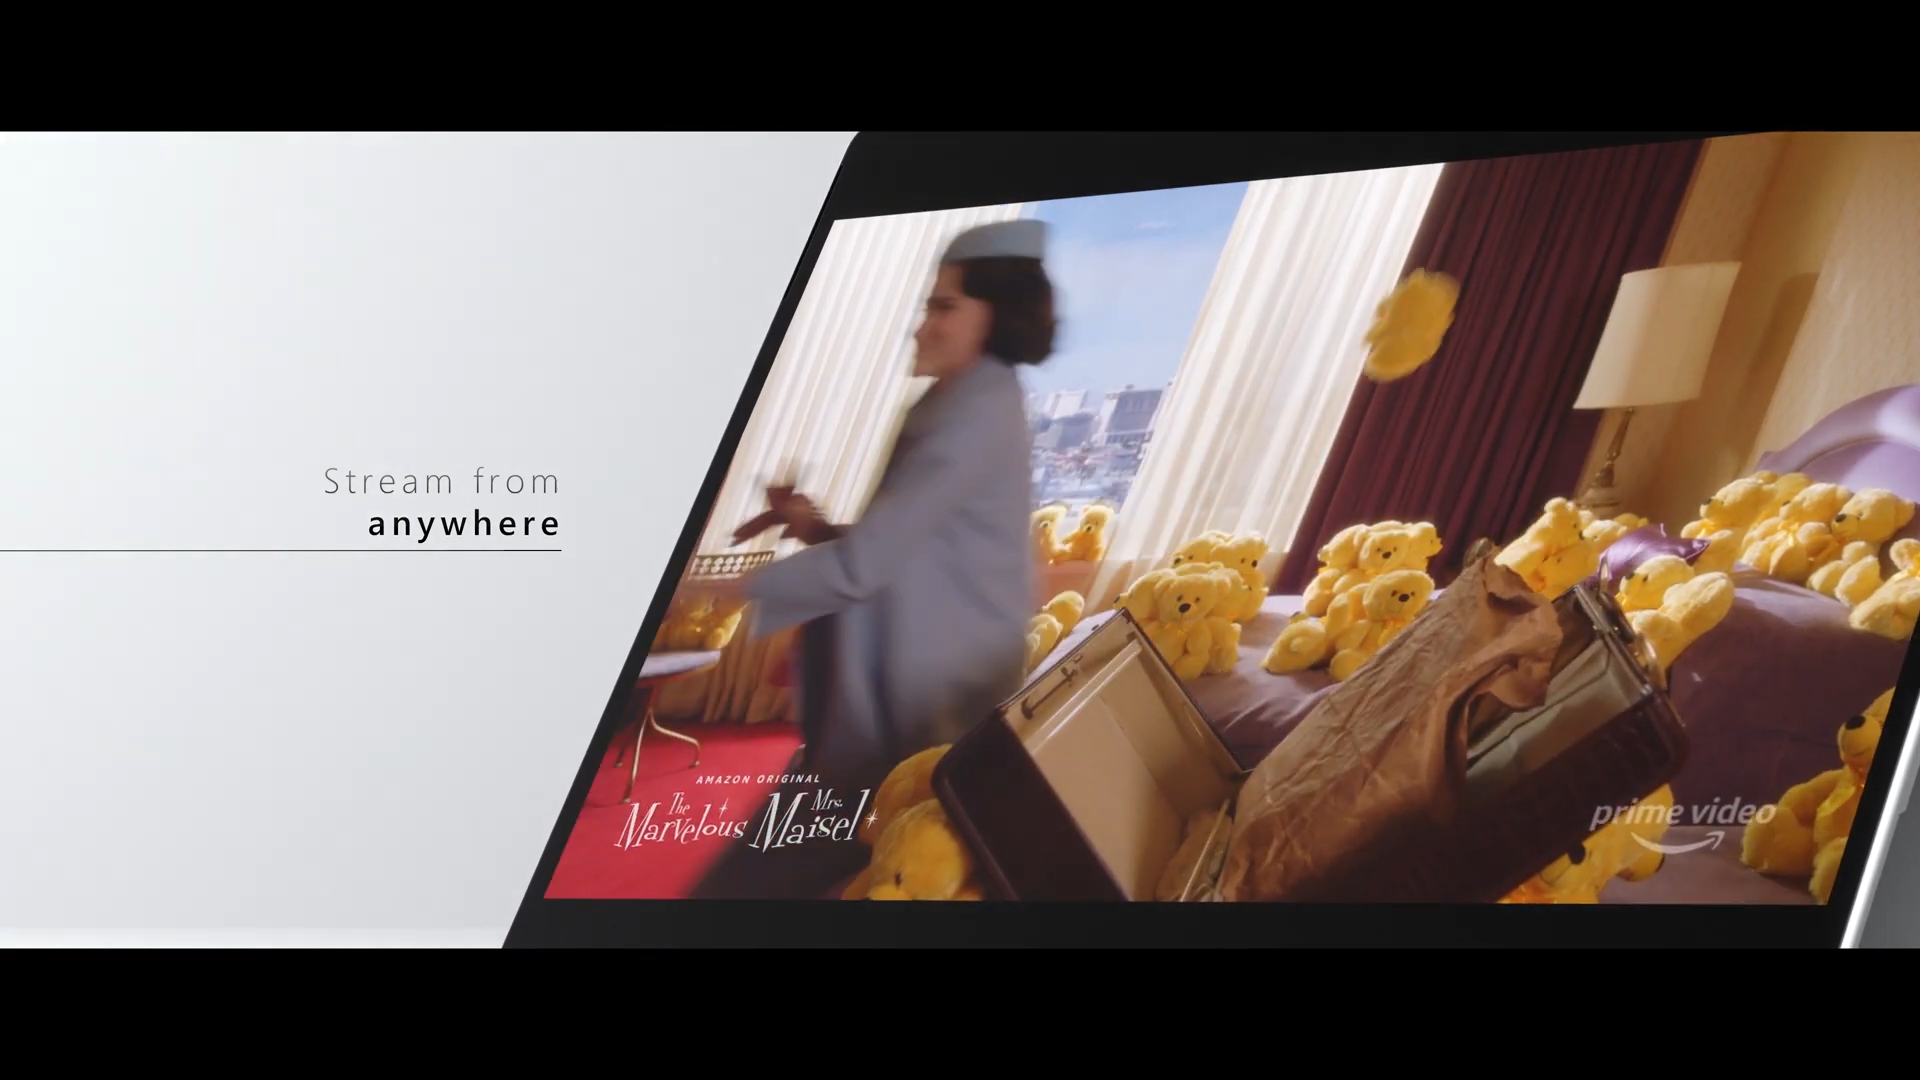 Stream from
anywhere
AMAZON ORIGINAL
The Marvelous Mrs. Maisel
prime video